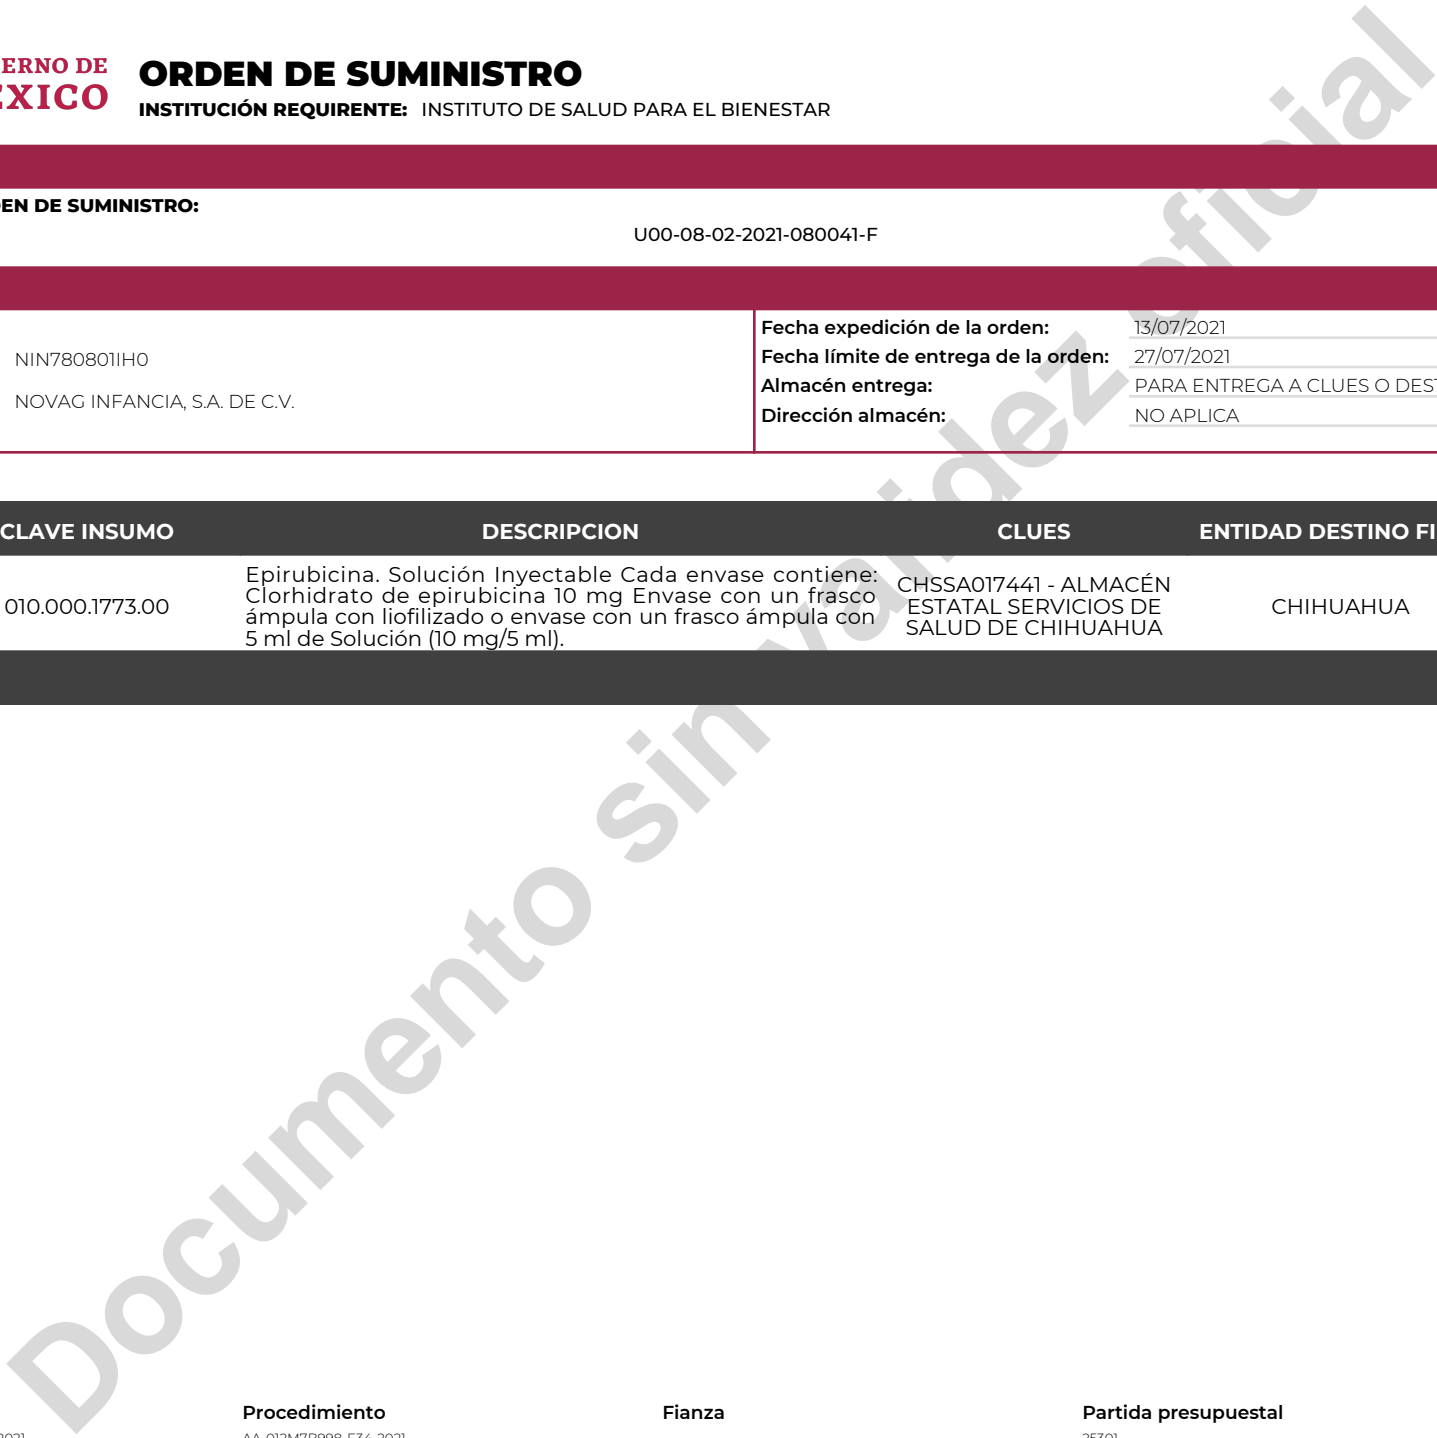 ERNO DE
ORDEN DE SUMINISTRO
EXICO
INSTITUCIÓN REQUIRENTE: INSTITUTO DE SALUD PARA EL BIENESTAR
EN DE SUMINISTRO:
U00-08-02-2021-080041-F
NIN780801IH0
NOVAG INFANCIA, S.A. DE C.V.
Fecha expedición de la orden: 13/07/2021
Fecha límite de entrega de la orden: 27/07/2021
Almacén entrega: PARA ENTREGA A CLUES O DEST
Dirección almacén: NO APLICA
CLAVE INSUMO DESCRIPCION CLUES ENTIDAD DESTINO FI
010.000.1773.00
Epirubicina. Solución Inyectable Cada envase contiene:
Clorhidrato de epirubicina 10 mg Envase con un frasco
ámpula con liofilizado o envase con un frasco ámpula con
5 ml de Solución (10 mg/5 ml).
CHSSA017441 - ALMACÉN
ESTATAL SERVICIOS DE
SALUD DE CHIHUAHUA
CHIHUAHUA
Documento sin validez oficial
Procedimiento Fianza Partida presupuestal